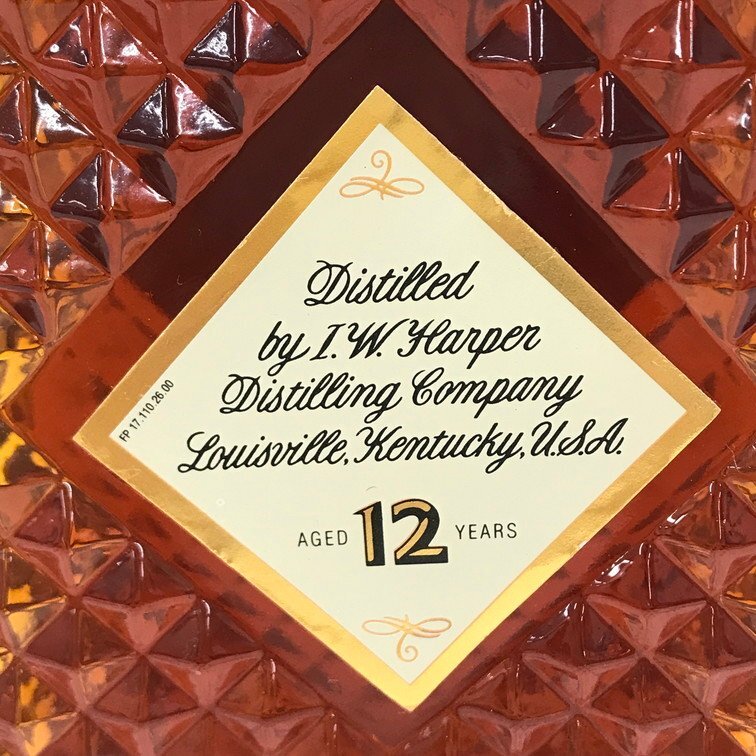 Distilled
by I.W. Harper
Distilling Company
Louisville, Kentucky, U.S.A.
FP 17.110.26.00
AGED 12 YEARS